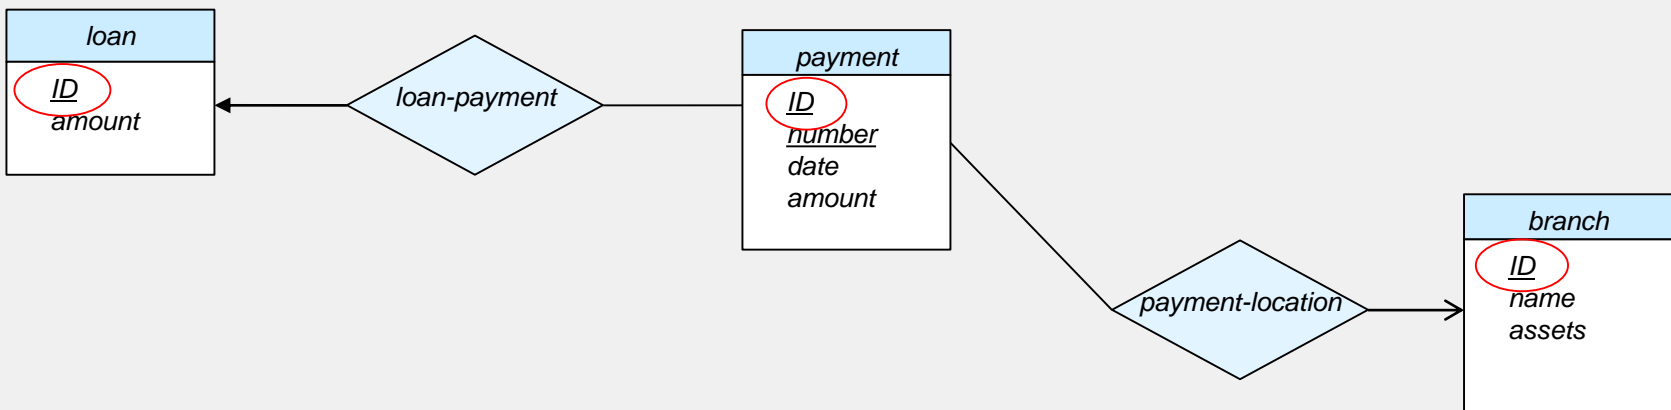 loan
ID
amount
loan-payment
payment
ID
number
date
amount
payment-location
branch
ID
name
assets